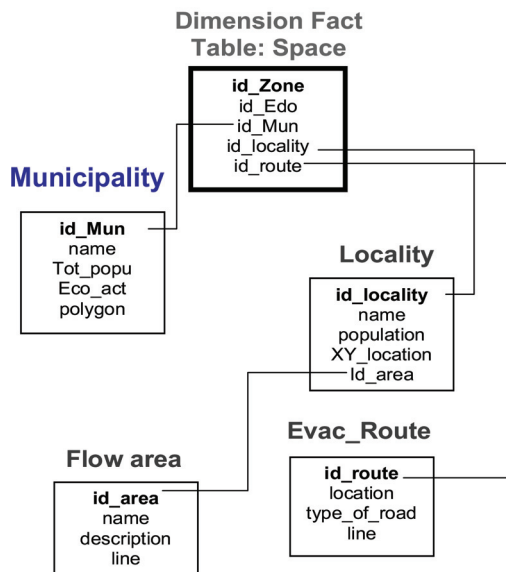 Dimension Fact
Table: Space
id_Zone
id_Edo
id_Mun
id_locality
id_route
Municipality
id_Mun
name
Tot_popu
Eco_act
polygon
Locality
id_locality
name
population
XY_location
Id_area
Flow area
id_area
name
description
line
Evac_Route
id_route
location
type_of_road
line